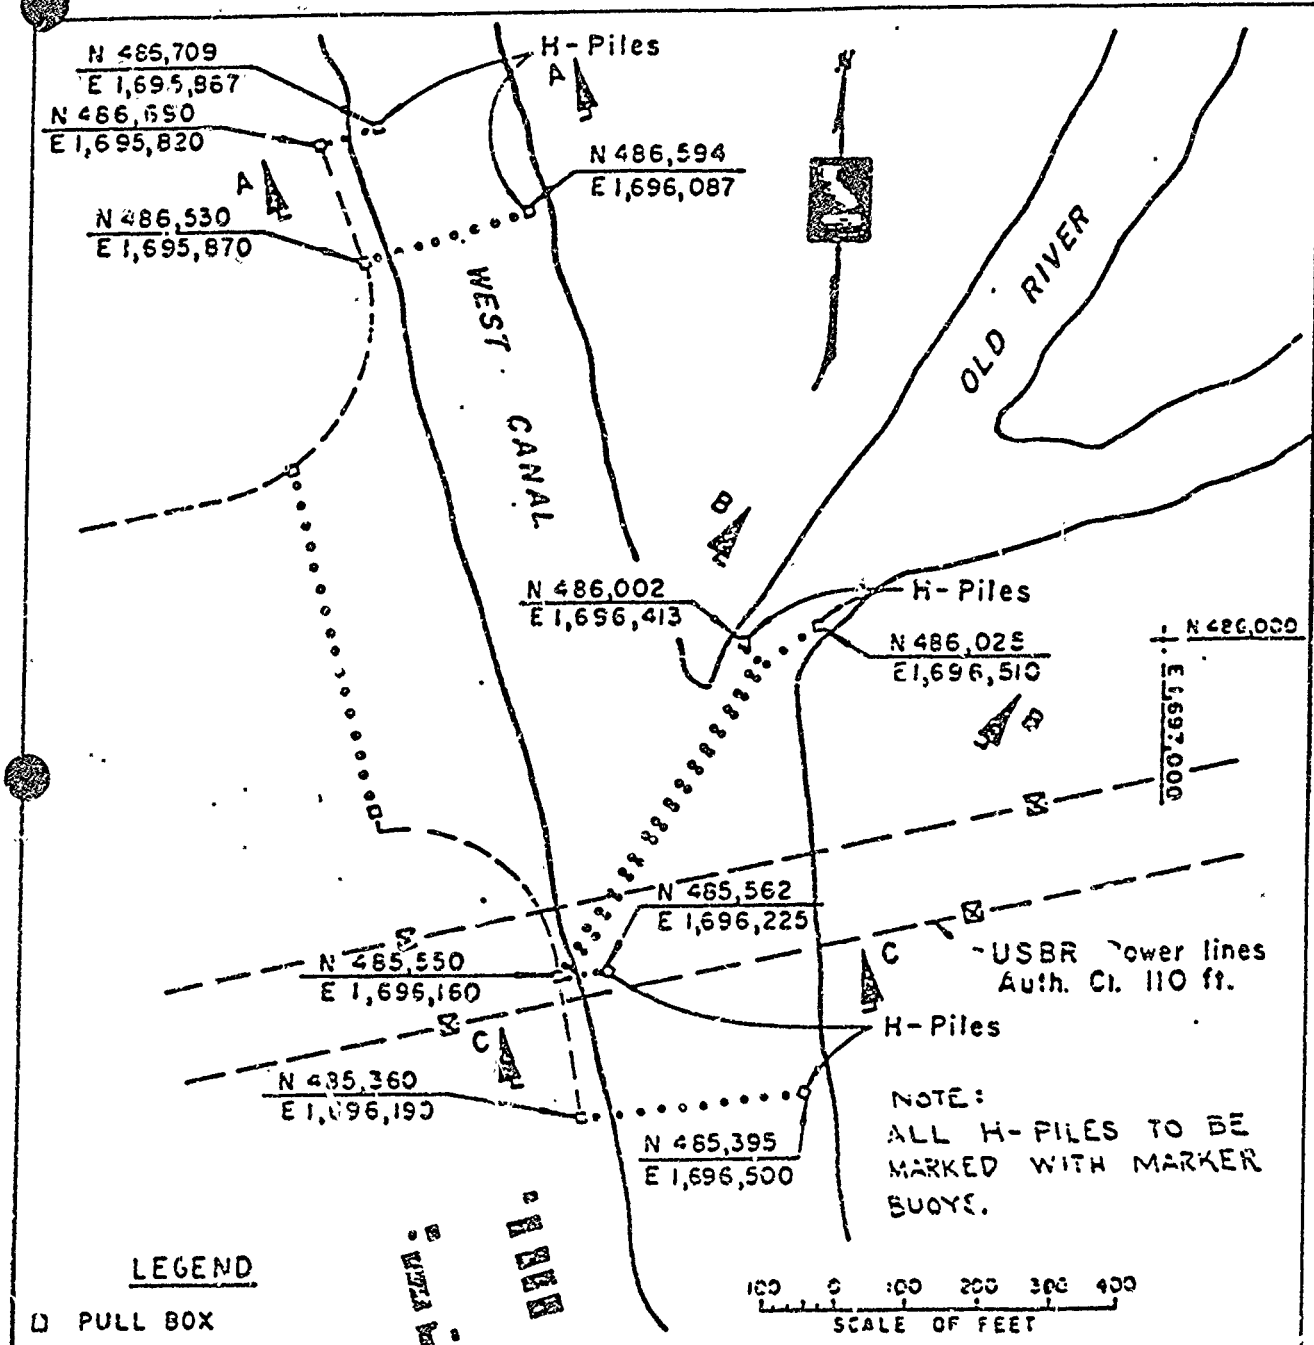 H-Piles
N 486,709
E 1,695,867
A
N 486,690
E 1,695,820
N 486,594
E 1,696,087
A
N 486,530
E 1,695,870
WEST CANAL
OLD RIVER
B
N 486,002
E 1,696,413
H-Piles
N 486,025
E 1,696,510
N 486,000
E 1,697,000
B
N 485,562
E 1,696,225
N 485,550
E 1,696,160
C
USBR Power lines
Auth. Cl. 110 ft.
H-Piles
C
N 485,360
E 1,696,190
N 485,395
E 1,696,500
NOTE:
ALL H-PILES TO BE
MARKED WITH MARKER
BUOYS.
LEGEND
PULL BOX
100 0 100 200 300 400
SCALE OF FEET